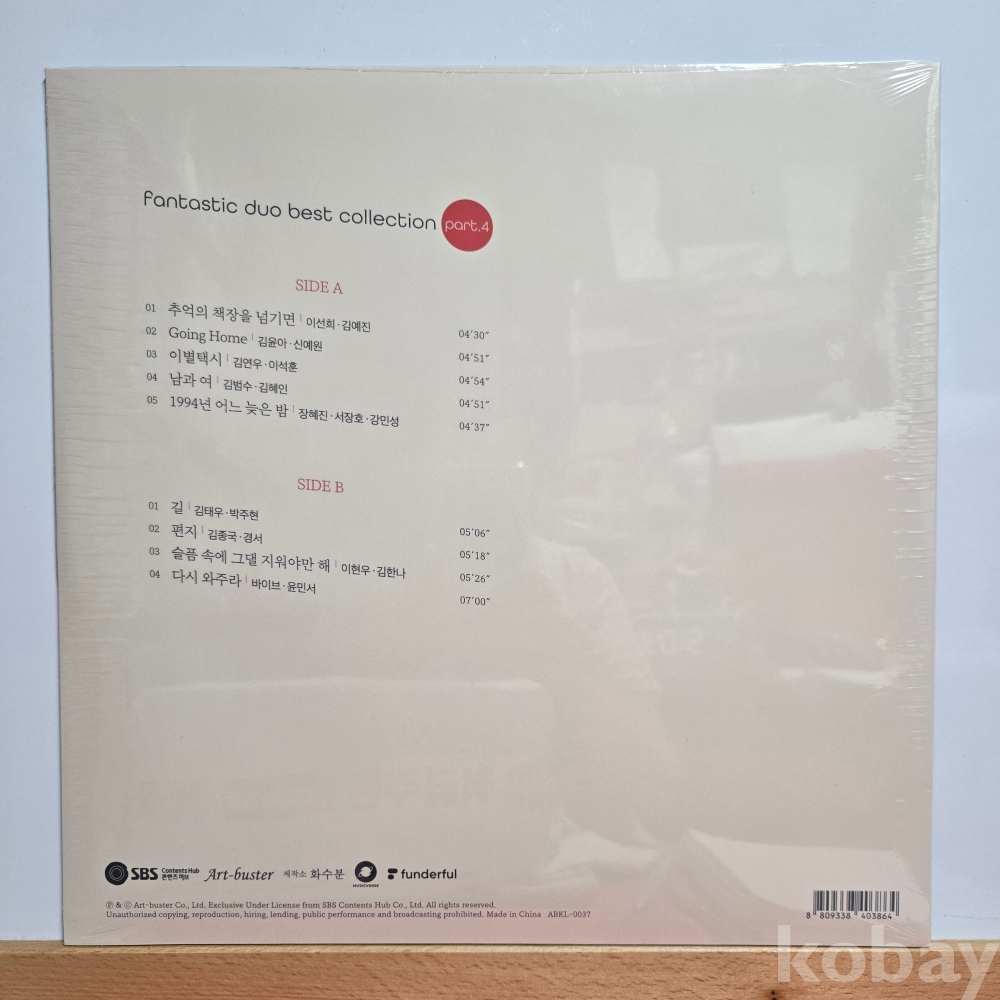 fantastic duo best collection part.4
SIDE A
01 추억의 책장을 넘기면 | 이선희·김예진 04'30"
02 Going Home | 김윤아·신예원 04'51"
03 이별택시 | 김연우·이석훈 04'54"
04 남과 여 | 김범수·김혜인 04'51"
05 1994년 어느 늦은 밤 | 장혜진·서장호·강민성 04'37"
SIDE B
01 길 | 김태우·박주현 05'06"
02 편지 | 김종국·경서 05'18"
03 슬픔 속에 그댈 지워야만 해 | 이현우·김한나 05'26"
04 다시 와주라 | 바이브·윤민서 07'00"
SBS Contents Hub 콘텐츠 허브 Art-buster 제작소 화수분 MUSICVERSE funderful
℗ & © Art-buster Co., Ltd. Exclusive Under License from SBS Contents Hub Co., Ltd. All rights reserved.
Unauthorized copying, reproduction, hiring, lending, public performance and broadcasting prohibited. Made in China ABKL-0037
8 809338 403864
kobay